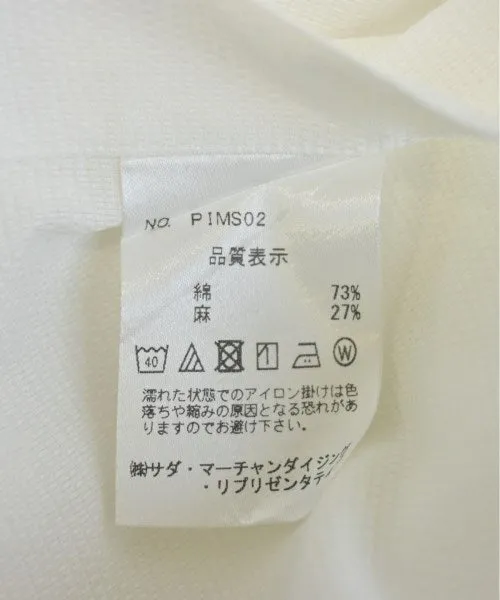 NO. PIMS02
品質表示
綿 73%
麻 27%
40 W
濡れた状態でのアイロン掛けは色
落ちや縮みの原因となる恐れがあ
りますのでお避け下さい。
㈱サダ・マーチャンダイジング
・リプリゼンタティ